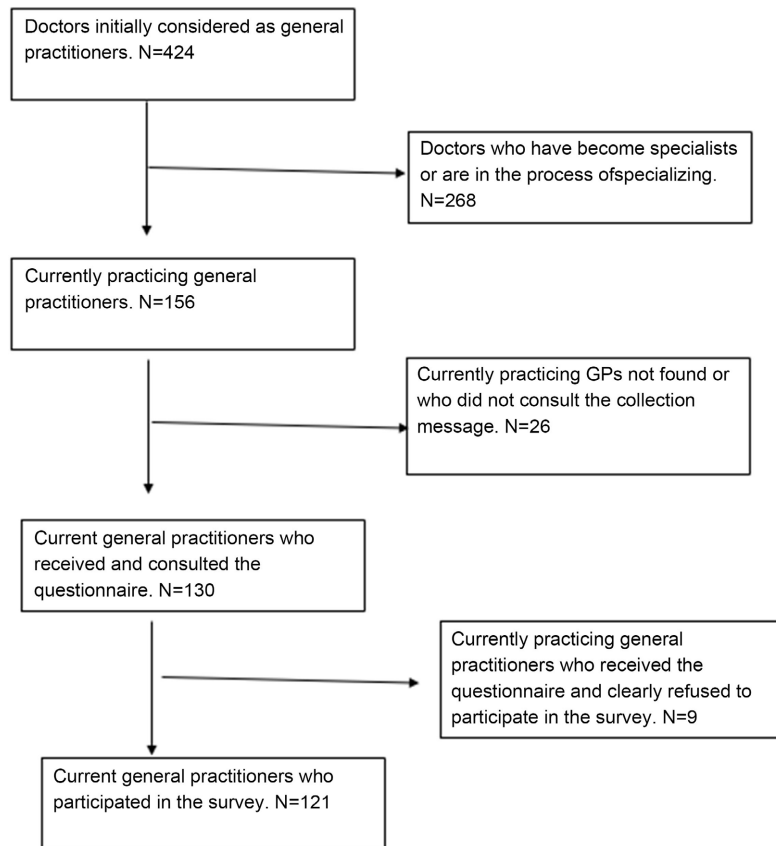 Doctors initially considered as general
practitioners. N=424
Doctors who have become specialists
or are in the process ofspecializing.
N=268
Currently practicing general
practitioners. N=156
Currently practicing GPs not found or
who did not consult the collection
message. N=26
Current general practitioners who
received and consulted the
questionnaire. N=130
Currently practicing general
practitioners who received the
questionnaire and clearly refused to
participate in the survey. N=9
Current general practitioners who
participated in the survey. N=121